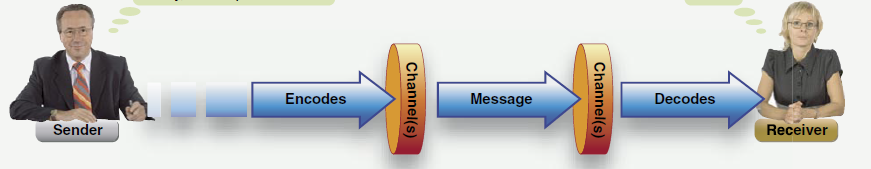 Sender
Encodes
Channel(s)
Message
Channel(s)
Decodes
Receiver